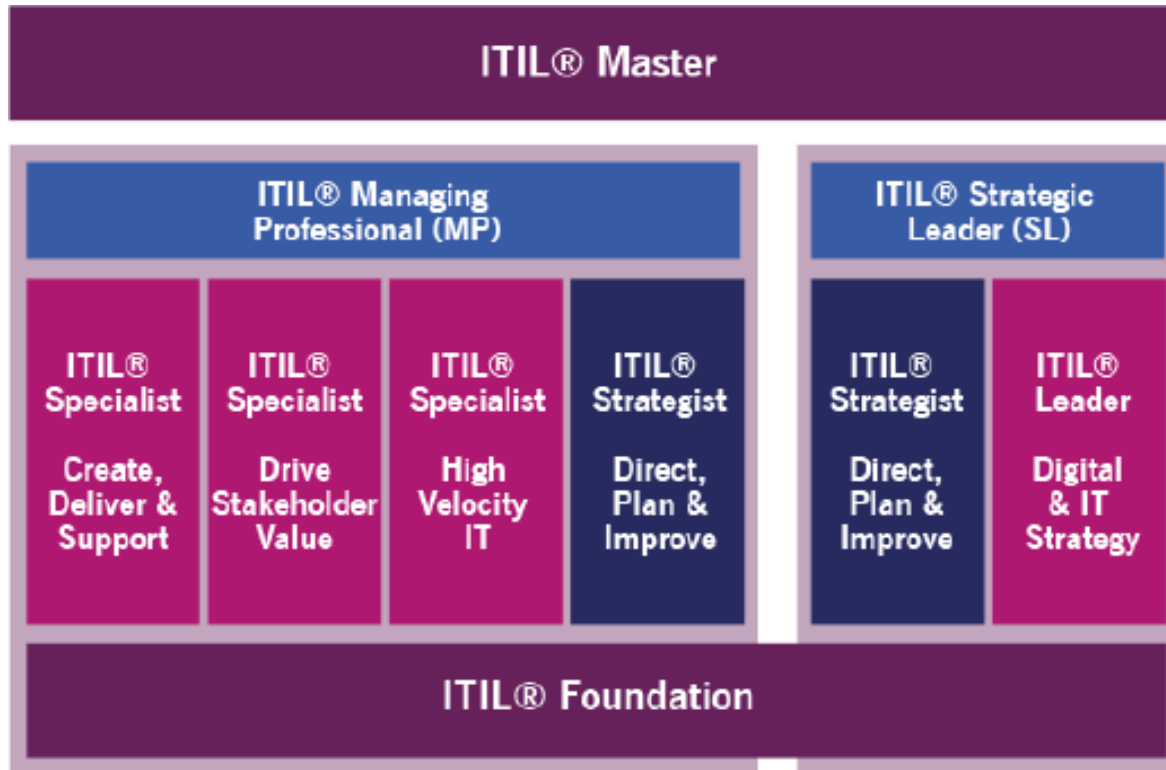 ITIL® Master
ITIL® Managing
Professional (MP)
ITIL® Strategic
Leader (SL)
ITIL®
Specialist
Create,
Deliver &
Support
ITIL®
Specialist
Drive
Stakeholder
Value
ITIL®
Specialist
High
Velocity
IT
ITIL®
Strategist
Direct,
Plan &
Improve
ITIL®
Strategist
Direct,
Plan &
Improve
ITIL®
Leader
Digital
& IT
Strategy
ITIL® Foundation